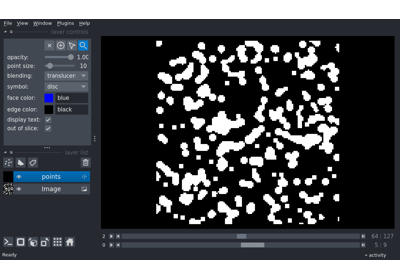 File View Window Plugins Help
layer controls
opacity: 1.00
point size: 10
blending: translucen
symbol: disc
face color: blue
edge color: black
display text:
out of slice:
layer list
points
Image
2 64 127
0 5 9
Ready activity